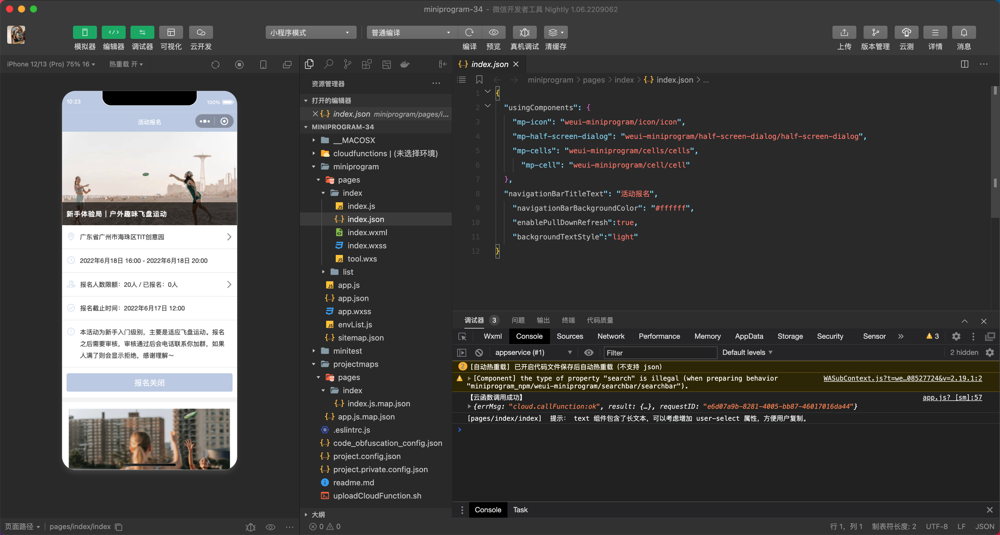 miniprogram-34 – 微信开发者工具 Nightly 1.06.2209062
模拟器 编辑器 调试器 可视化 云开发
小程序模式 普通编译
编译 预览 真机调试 清缓存
上传 版本管理 云测 详情 消息
iPhone 12/13 (Pro) 75% 16 热重载 开
10:23 100%
活动报名
新手体验局 | 户外趣味飞盘运动
广东省广州市海珠区TIT创意园
2022年6月18日 16:00 - 2022年6月18日 20:00
报名人数限额：20人 / 已报名：0人
报名截止时间：2022年6月17日 12:00
本活动为新手入门级别，主要是适应飞盘运动。报名
之后需要审核，审核通过后会电话联系你加群，如果
人满了则会显示拒绝，感谢理解～
报名关闭
页面路径 pages/index/index
资源管理器
打开的编辑器
index.json miniprogram/pages/i...
MINIPROGRAM-34
__MACOSX
cloudfunctions | (未选择环境)
miniprogram
pages
index
index.js
index.json
index.wxml
index.wxss
tool.wxs
list
app.js
app.json
app.wxss
envList.js
sitemap.json
minitest
projectmaps
pages
index
index.js.map.json
app.js.map.json
.eslintrc.js
code_obfuscation_config.json
project.config.json
project.private.config.json
readme.md
uploadCloudFunction.sh
大纲
0 0
index.json
miniprogram > pages > index > {..} index.json > ...
1 {
2 "usingComponents": {
3 "mp-icon": "weui-miniprogram/icon/icon",
4 "mp-half-screen-dialog": "weui-miniprogram/half-screen-dialog/half-screen-dialog",
5 "mp-cells": "weui-miniprogram/cells/cells",
6 "mp-cell": "weui-miniprogram/cell/cell"
7 },
8 "navigationBarTitleText": "活动报名",
9 "navigationBarBackgroundColor": "#ffffff",
10 "enablePullDownRefresh":true,
11 "backgroundTextStyle":"light"
12 }
调试器 3 问题 输出 终端 代码质量
Wxml Console Sources Network Performance Memory AppData Storage Security Sensor » 3
appservice (#1) Filter Default levels 2 hidden
2 [自动热重载] 已开启代码文件保存后自动热重载（不支持 json）
[Component] the type of property "search" is illegal (when preparing behavior WASubContext.js?t=we…08527724&v=2.19.1:2
"miniprogram_npm/weui-miniprogram/searchbar/searchbar").
【云函数调用成功】 app.js? [sm]:57
{errMsg: "cloud.callFunction:ok", result: {…}, requestID: "e6d07a9b-8281-4005-bb87-46017016da44"}
[pages/index/index] 提示： text 组件包含了长文本，可以考虑增加 user-select 属性，方便用户复制。
Console Task
行 1，列 1 制表符长度: 2 UTF-8 LF JSON